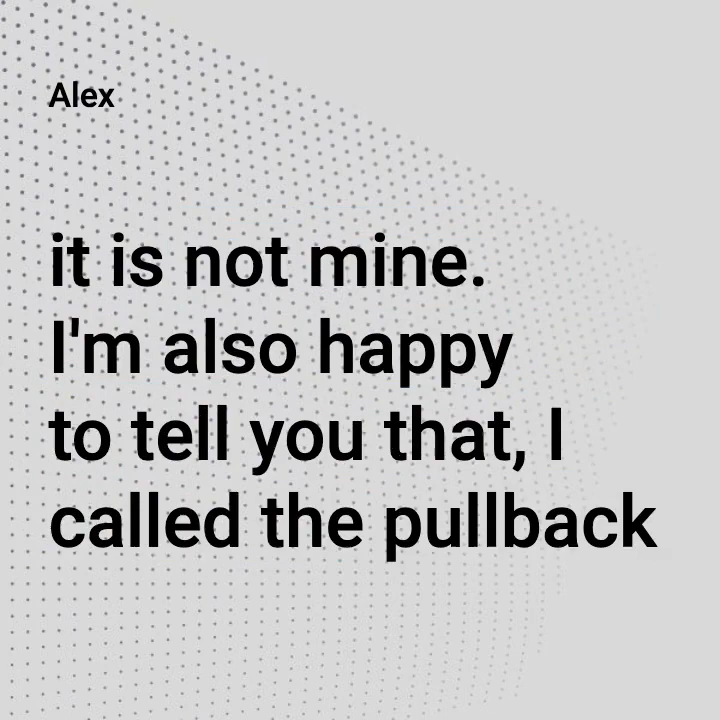 Alex
it is not mine.
I'm also happy
to tell you that, I
called the pullback